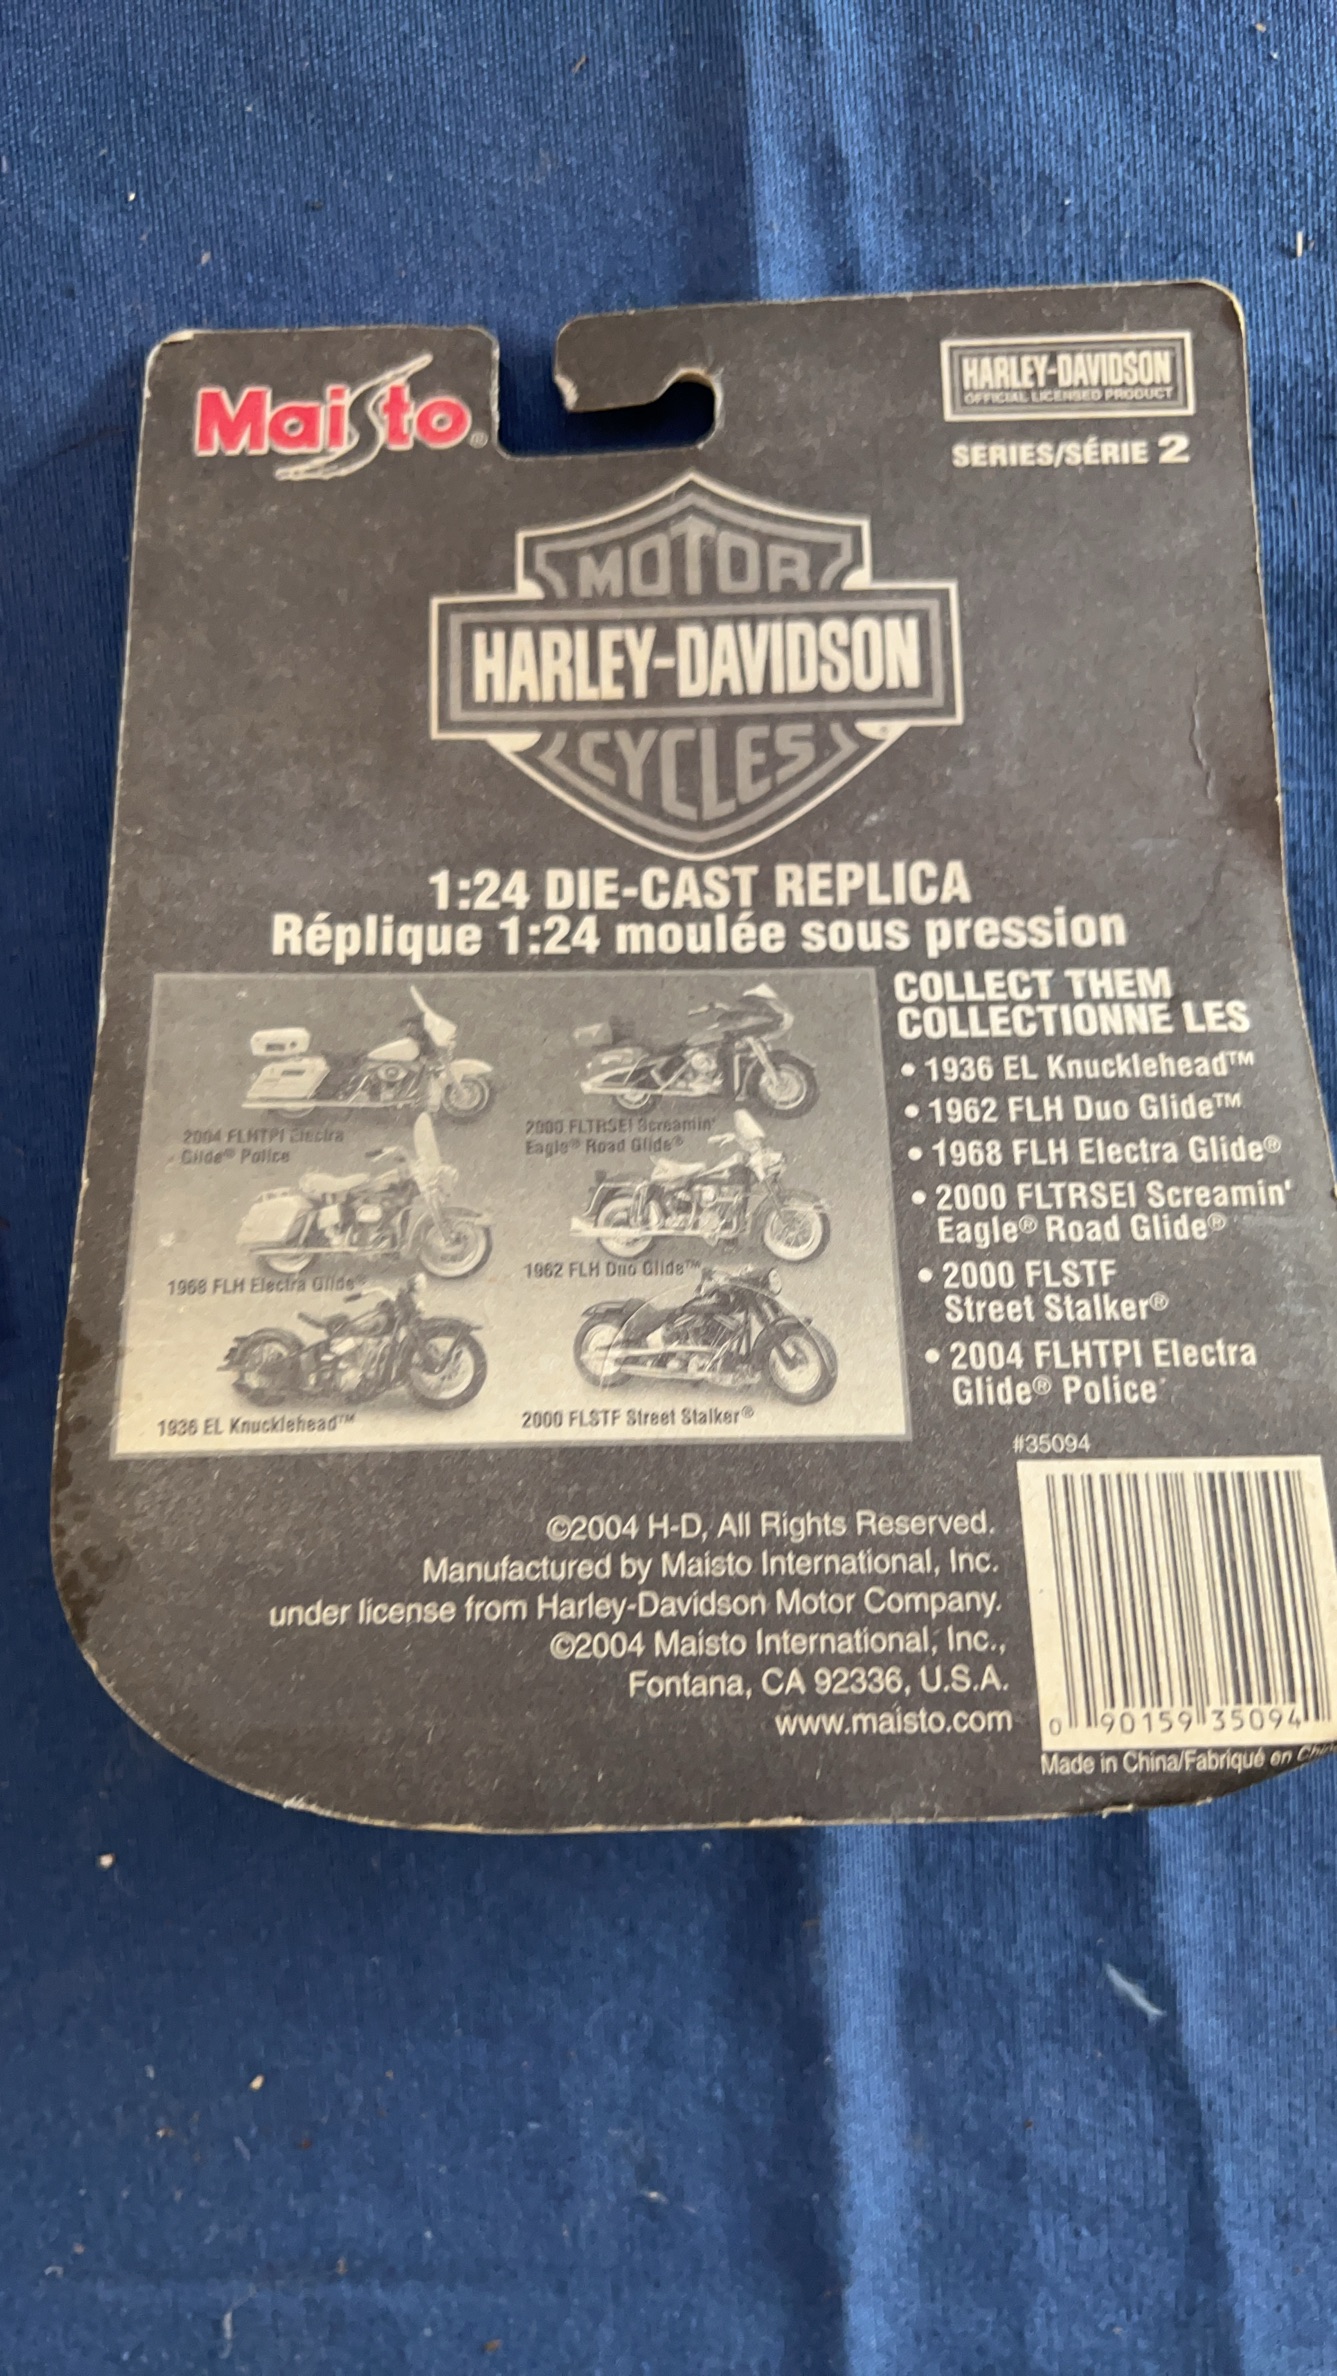 Maisto®
HARLEY-DAVIDSON
OFFICIAL LICENSED PRODUCT
SERIES/SÉRIE 2
MOTOR
HARLEY-DAVIDSON
CYCLES
1:24 DIE-CAST REPLICA
Réplique 1:24 moulée sous pression
2004 FLHTPI Electra
Glide® Police
2000 FLTRSEI Screamin'
Eagle® Road Glide®
1968 FLH Electra Glide®
1962 FLH Duo Glide™
1936 EL Knucklehead™
2000 FLSTF Street Stalker®
COLLECT THEM
COLLECTIONNE LES
• 1936 EL Knucklehead™
• 1962 FLH Duo Glide™
• 1968 FLH Electra Glide®
• 2000 FLTRSEI Screamin'
Eagle® Road Glide®
• 2000 FLSTF
Street Stalker®
• 2004 FLHTPI Electra
Glide® Police
#35094
©2004 H-D, All Rights Reserved.
Manufactured by Maisto International, Inc.
under license from Harley-Davidson Motor Company.
©2004 Maisto International, Inc.,
Fontana, CA 92336, U.S.A.
www.maisto.com
0 90159 35094
Made in China/Fabriqué en